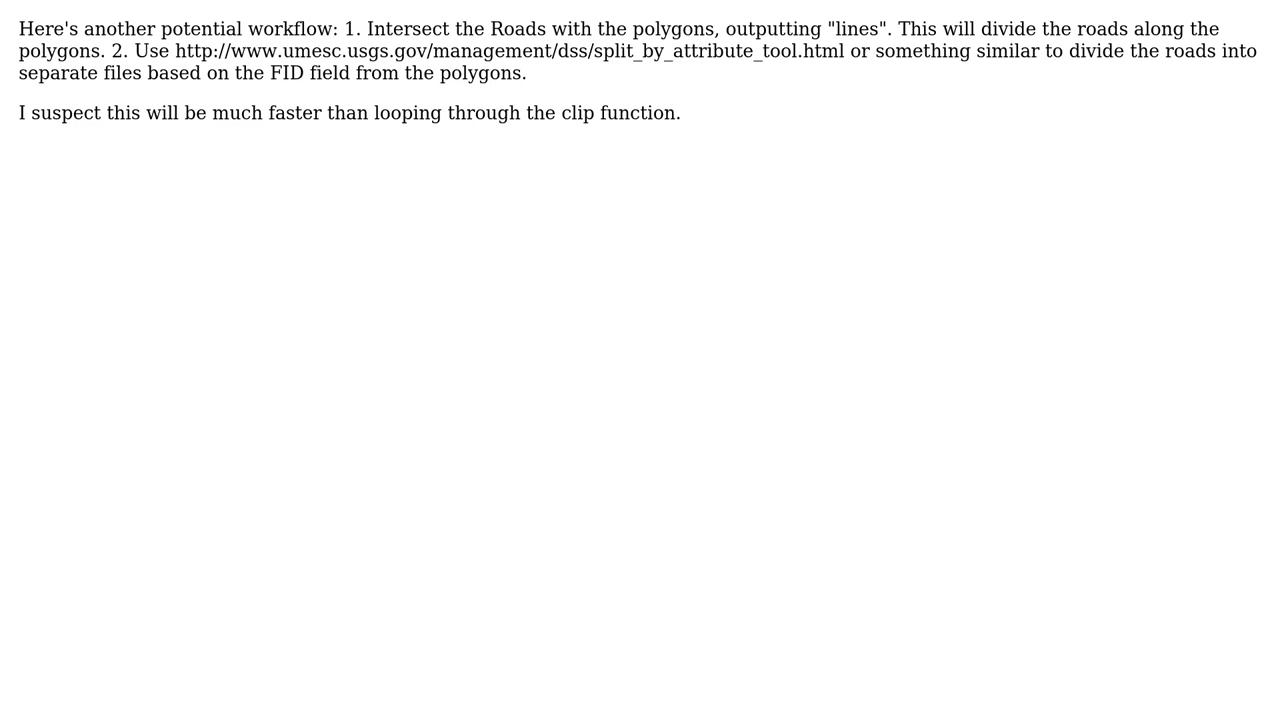 Here's another potential workflow: 1. Intersect the Roads with the polygons, outputting "lines". This will divide the roads along the
polygons. 2. Use http://www.umesc.usgs.gov/management/dss/split_by_attribute_tool.html or something similar to divide the roads into
separate files based on the FID field from the polygons.
I suspect this will be much faster than looping through the clip function.